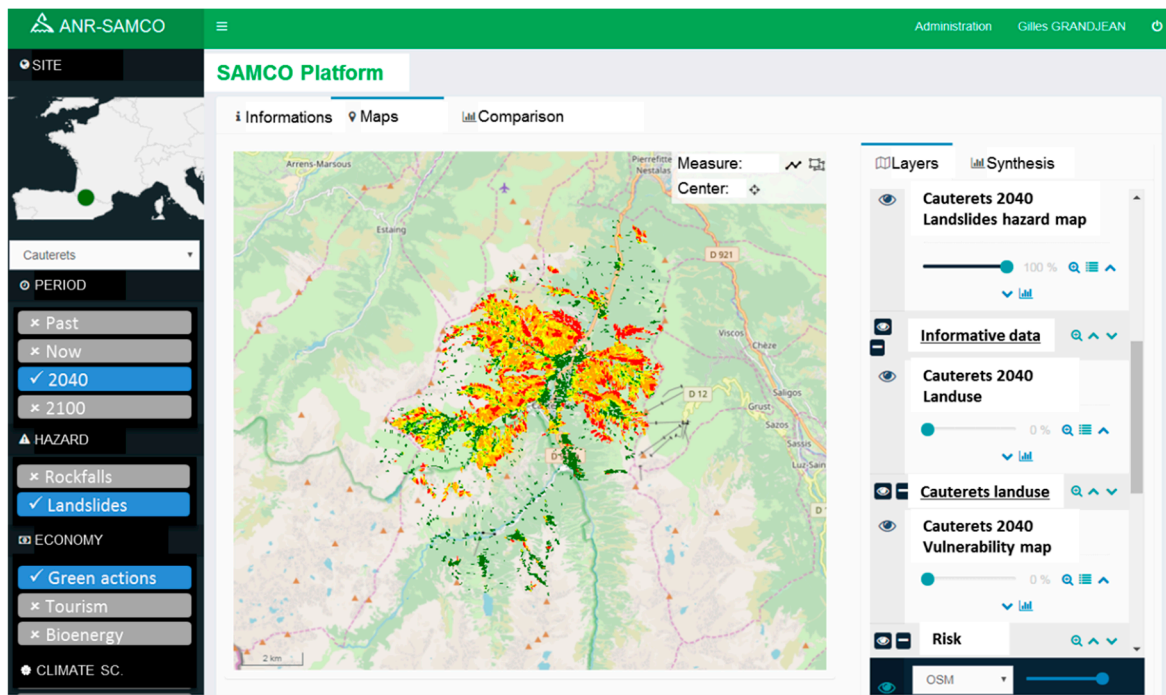 ANR-SAMCO
Administration
Gilles GRANDJEAN
SITE
Cauterets
PERIOD
Past
Now
2040
2100
HAZARD
Rockfalls
Landslides
ECONOMY
Green actions
Tourism
Bioenergy
CLIMATE SC.
SAMCO Platform
Informations
Maps
Comparison
Arrens-Marsous
Pierrefitte
Nestalas
Measure:
Center:
Estaing
D 921
Viscos
Chèze
D 12
Saligos
Grust
Sazos
Sassis
Luz-Sain
2 km
Layers
Synthesis
Cauterets 2040
Landslides hazard map
100 %
Informative data
Cauterets 2040
Landuse
0 %
Cauterets landuse
Cauterets 2040
Vulnerability map
0 %
Risk
OSM